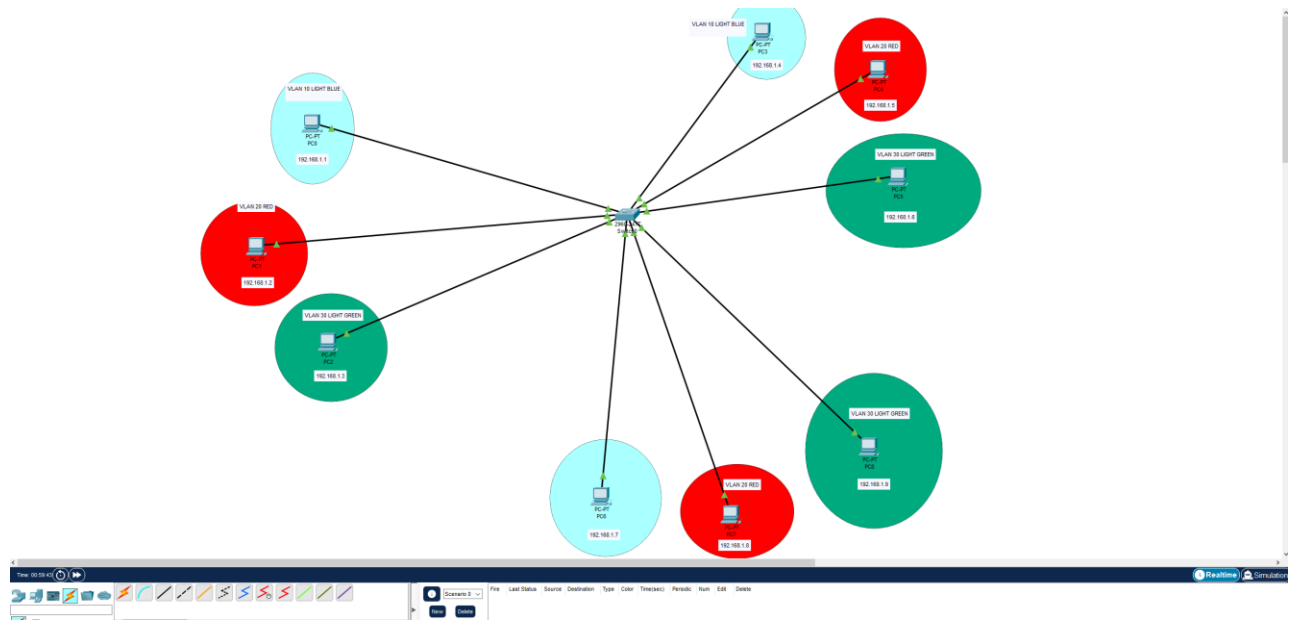 VLAN 10 LIGHT BLUE
PC-PT
PC3
192.168.1.4
VLAN 20 RED
PC-PT
192.168.1.5
VLAN 10 LIGHT BLUE
PC-PT
PC0
192.168.1.1
VLAN 30 LIGHT GREEN
PC-PT
192.168.1.6
VLAN 20 RED
PC-PT
PC1
192.168.1.2
VLAN 30 LIGHT GREEN
PC-PT
PC2
192.168.1.3
VLAN 30 LIGHT GREEN
PC-PT
192.168.1.9
VLAN 20 RED
PC-PT
192.168.1.8
PC-PT
PC6
192.168.1.7
Time: 00:59:43
Realtime
Simulation
Scenario 0
New
Delete
Fire Last Status Source Destination Type Color Time(sec) Periodic Num Edit Delete